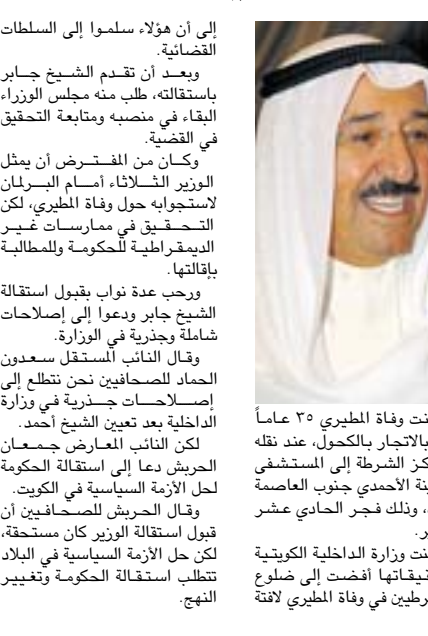 نت وفاة المطيري ٣٥ عاماً
بالاتجار بالكحول، عند نقله
كز الشرطة إلى المستشفى
ينة الأحمدي جنوب العاصمة
، وذلك فجر الحادي عشر
ر.
نت وزارة الداخلية الكويتية
قيقاتها أفضت إلى ضلوع
رطيين في وفاة المطيري لافتة
إلى أن هؤلاء سلموا إلى السلطات
القضائية.
وبعد أن تقدم الشيخ جابر
باستقالته، طلب منه مجلس الوزراء
البقاء في منصبه ومتابعة التحقيق
في القضية.
وكان من المفترض أن يمثل
الوزير الثلاثاء أمام البرلمان
لاستجوابه حول وفاة المطيري، لكن
التحقيق في ممارسات غير
الديمقراطية للحكومة وللمطالبة
بإقالتها.
ورحب عدة نواب بقبول استقالة
الشيخ جابر ودعوا إلى إصلاحات
شاملة وجذرية في الوزارة.
وقال النائب المستقل سعدون
الحماد للصحافيين نحن نتطلع إلى
إصلاحات جذرية في وزارة
الداخلية بعد تعيين الشيخ أحمد.
لكن النائب المعارض جمعان
الحربش دعا إلى استقالة الحكومة
لحل الأزمة السياسية في الكويت.
وقال الحربش للصحافيين أن
قبول استقالة الوزير كان مستحقة،
لكن حل الأزمة السياسية في البلاد
تتطلب استقالة الحكومة وتغيير
النهج.